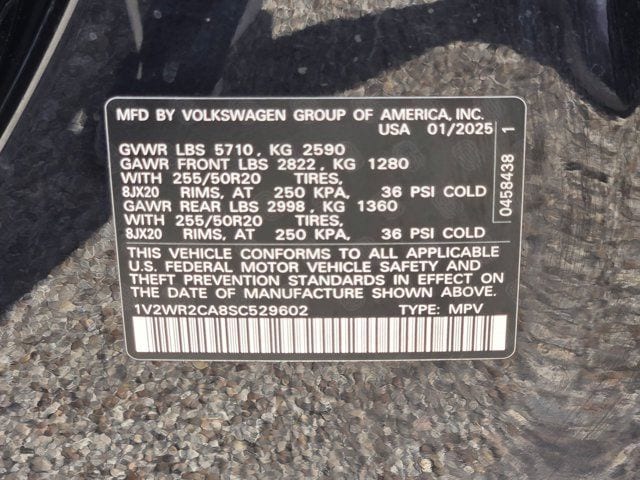 MFD BY VOLKSWAGEN GROUP OF AMERICA, INC.
USA 01/2025
GVWR LBS 5710, KG 2590
GAWR FRONT LBS 2822, KG 1280
WITH 255/50R20 TIRES,
8JX20 RIMS, AT 250 KPA, 36 PSI COLD
GAWR REAR LBS 2998, KG 1360
WITH 255/50R20 TIRES,
8JX20 RIMS, AT 250 KPA, 36 PSI COLD
THIS VEHICLE CONFORMS TO ALL APPLICABLE
U.S. FEDERAL MOTOR VEHICLE SAFETY AND
THEFT PREVENTION STANDARDS IN EFFECT ON
THE DATE OF MANUFACTURE SHOWN ABOVE.
1V2WR2CA8SC529602 TYPE: MPV
0458438 1